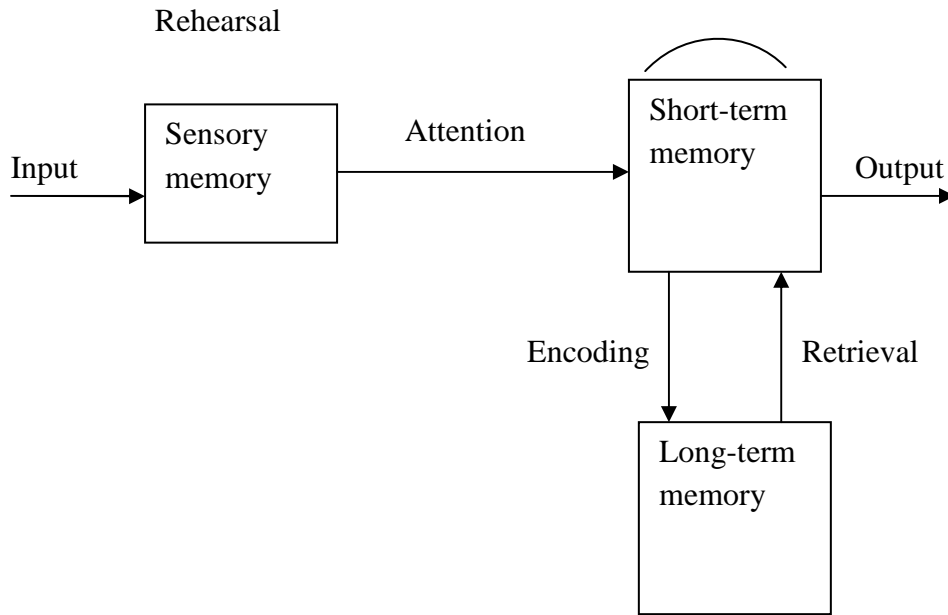 Rehearsal
Sensory
memory
Attention
Short-term
memory
Input
Output
Encoding
Retrieval
Long-term
memory